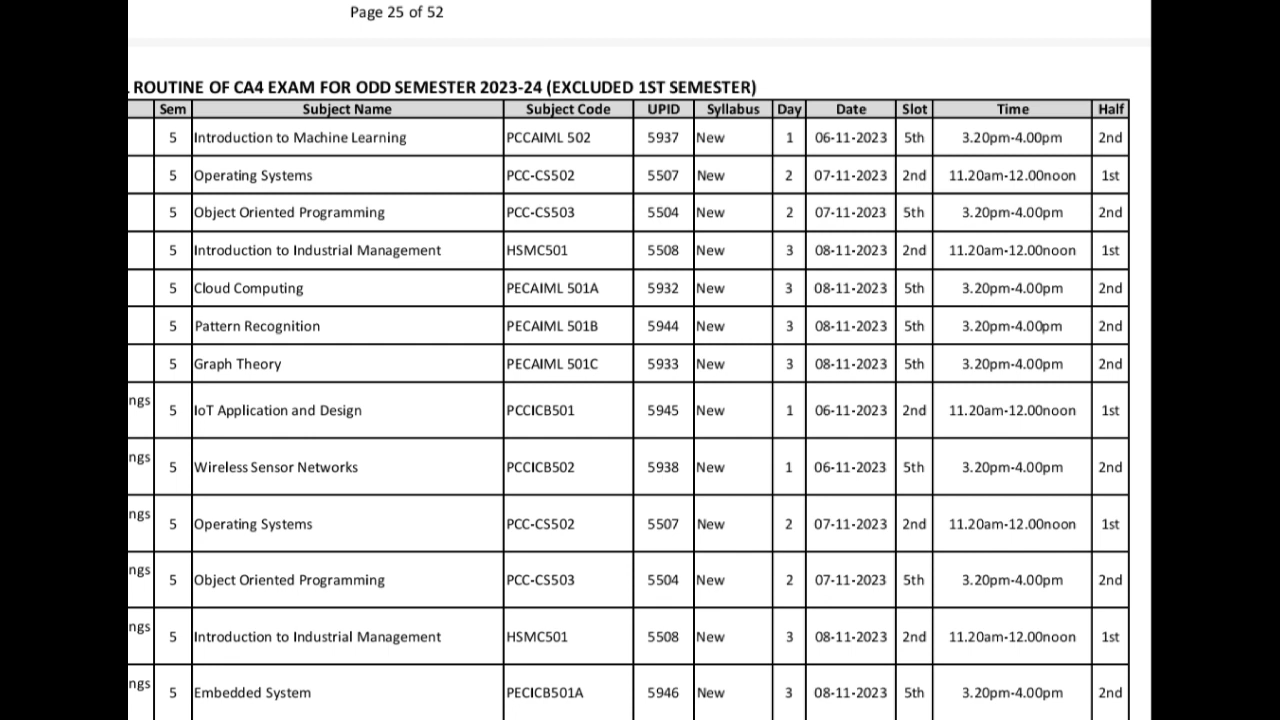 Page 25 of 52
. ROUTINE OF CA4 EXAM FOR ODD SEMESTER 2023-24 (EXCLUDED 1ST SEMESTER)
Sem Subject Name Subject Code UPID Syllabus Day Date Slot Time Half
5 Introduction to Machine Learning PCCAIML 502 5937 New 1 06-11-2023 5th 3.20pm-4.00pm 2nd
5 Operating Systems PCC-CS502 5507 New 2 07-11-2023 2nd 11.20am-12.00noon 1st
5 Object Oriented Programming PCC-CS503 5504 New 2 07-11-2023 5th 3.20pm-4.00pm 2nd
5 Introduction to Industrial Management HSMC501 5508 New 3 08-11-2023 2nd 11.20am-12.00noon 1st
5 Cloud Computing PECAIML 501A 5932 New 3 08-11-2023 5th 3.20pm-4.00pm 2nd
5 Pattern Recognition PECAIML 501B 5944 New 3 08-11-2023 5th 3.20pm-4.00pm 2nd
5 Graph Theory PECAIML 501C 5933 New 3 08-11-2023 5th 3.20pm-4.00pm 2nd
ngs 5 IoT Application and Design PCCICB501 5945 New 1 06-11-2023 2nd 11.20am-12.00noon 1st
ngs 5 Wireless Sensor Networks PCCICB502 5938 New 1 06-11-2023 5th 3.20pm-4.00pm 2nd
ngs 5 Operating Systems PCC-CS502 5507 New 2 07-11-2023 2nd 11.20am-12.00noon 1st
ngs 5 Object Oriented Programming PCC-CS503 5504 New 2 07-11-2023 5th 3.20pm-4.00pm 2nd
ngs 5 Introduction to Industrial Management HSMC501 5508 New 3 08-11-2023 2nd 11.20am-12.00noon 1st
ngs 5 Embedded System PECICB501A 5946 New 3 08-11-2023 5th 3.20pm-4.00pm 2nd